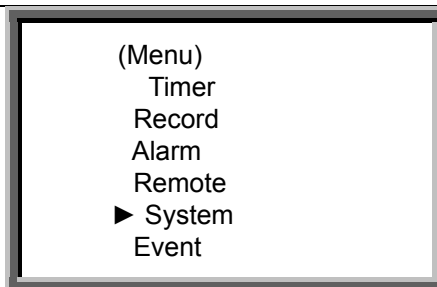 (Menu)
Timer
Record
Alarm
Remote
► System
Event